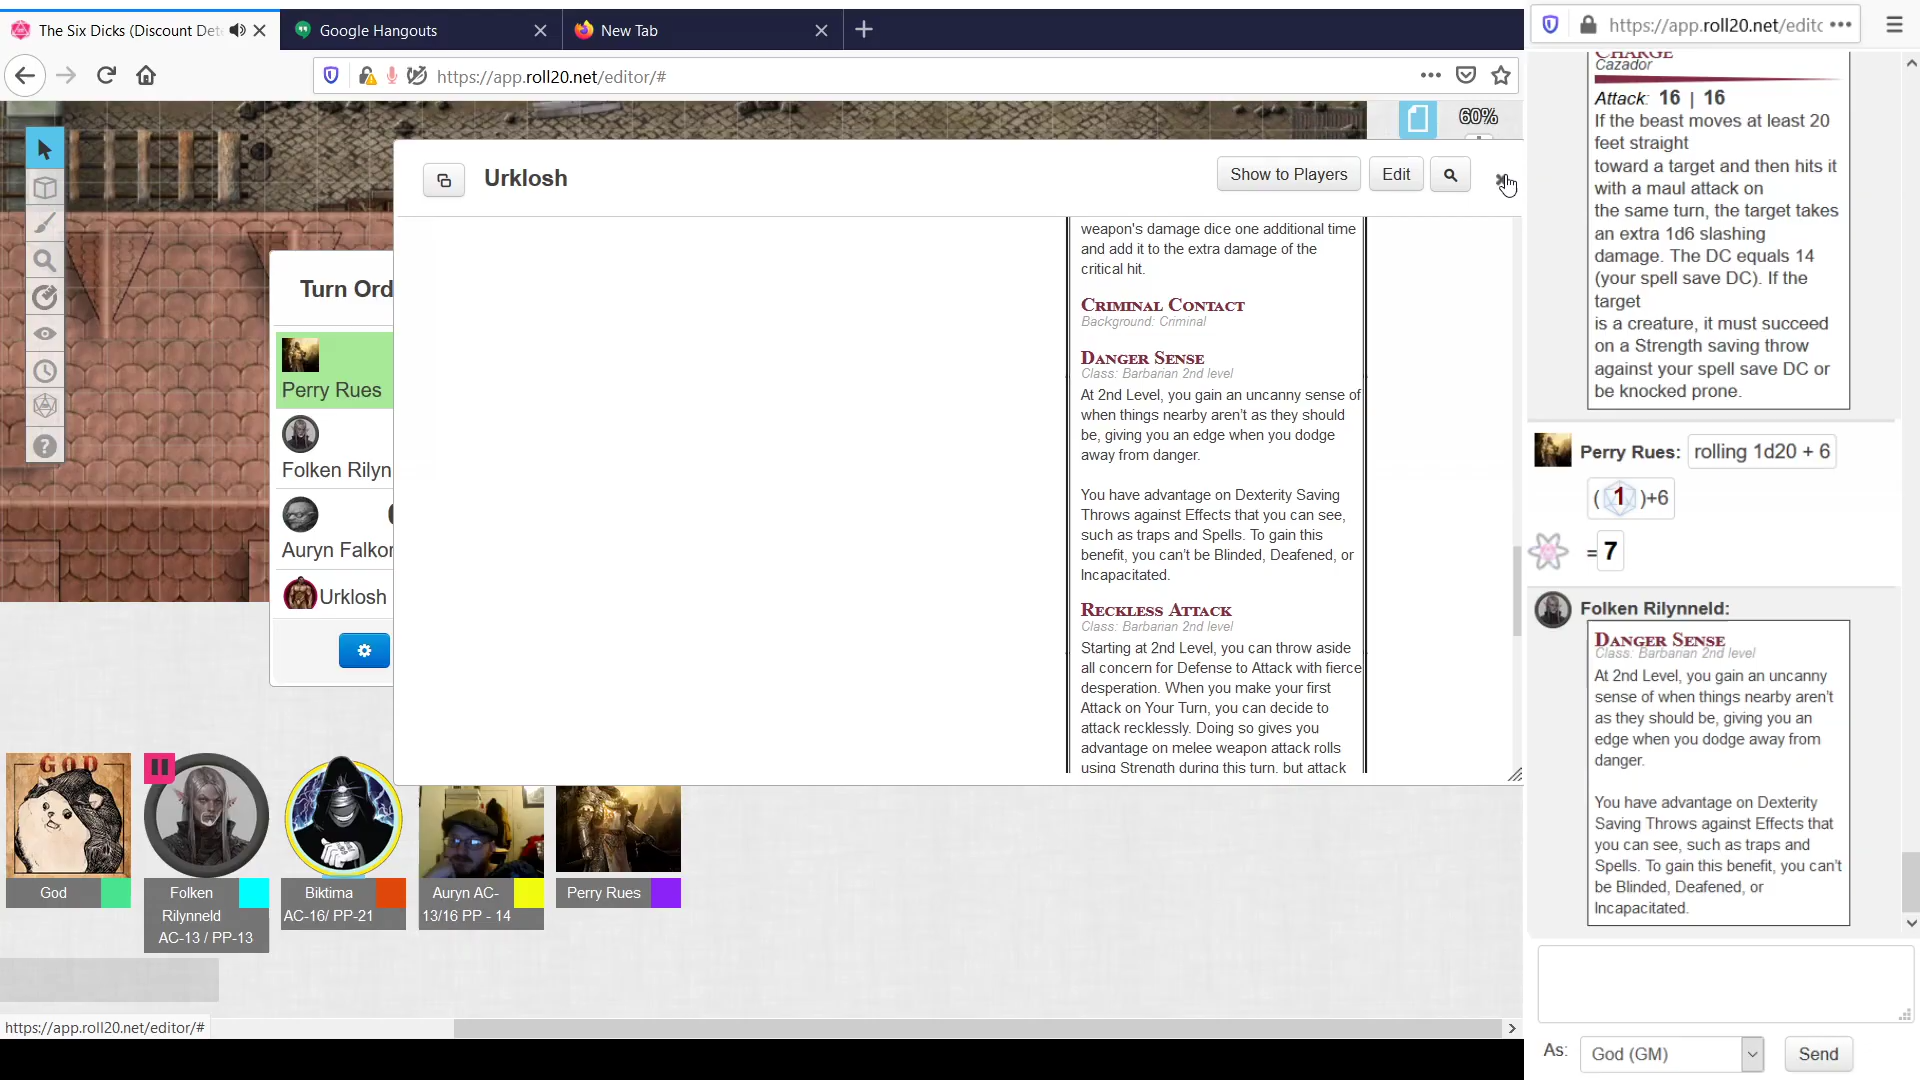 The Six Dicks (Discount Det
Google Hangouts
New Tab
https://app.roll20.net/editor/#
60%
Urklosh
Show to Players
Edit
Turn Ord
Perry Rues
Folken Rilyn
Auryn Falkor
Urklosh
weapon's damage dice one additional time
and add it to the extra damage of the
critical hit.
Criminal Contact
Background: Criminal
Danger Sense
Class: Barbarian 2nd level
At 2nd Level, you gain an uncanny sense of
when things nearby aren't as they should
be, giving you an edge when you dodge
away from danger.
You have advantage on Dexterity Saving
Throws against Effects that you can see,
such as traps and Spells. To gain this
benefit, you can't be Blinded, Deafened, or
Incapacitated.
Reckless Attack
Class: Barbarian 2nd level
Starting at 2nd Level, you can throw aside
all concern for Defense to Attack with fierce
desperation. When you make your first
Attack on Your Turn, you can decide to
attack recklessly. Doing so gives you
advantage on melee weapon attack rolls
using Strength during this turn, but attack
GOD
God
Folken
Rilynneld
AC-13 / PP-13
Biktima
AC-16/ PP-21
Auryn AC-
13/16 PP - 14
Perry Rues
https://app.roll20.net/editor/#
https://app.roll20.net/editc
Charge
Cazador
Attack: 16 | 16
If the beast moves at least 20
feet straight
toward a target and then hits it
with a maul attack on
the same turn, the target takes
an extra 1d6 slashing
damage. The DC equals 14
(your spell save DC). If the
target
is a creature, it must succeed
on a Strength saving throw
against your spell save DC or
be knocked prone.
Perry Rues: rolling 1d20 + 6
(1)+6
=7
Folken Rilynneld:
Danger Sense
Class: Barbarian 2nd level
At 2nd Level, you gain an uncanny
sense of when things nearby aren't
as they should be, giving you an
edge when you dodge away from
danger.
You have advantage on Dexterity
Saving Throws against Effects that
you can see, such as traps and
Spells. To gain this benefit, you can't
be Blinded, Deafened, or
Incapacitated.
As: God (GM) Send